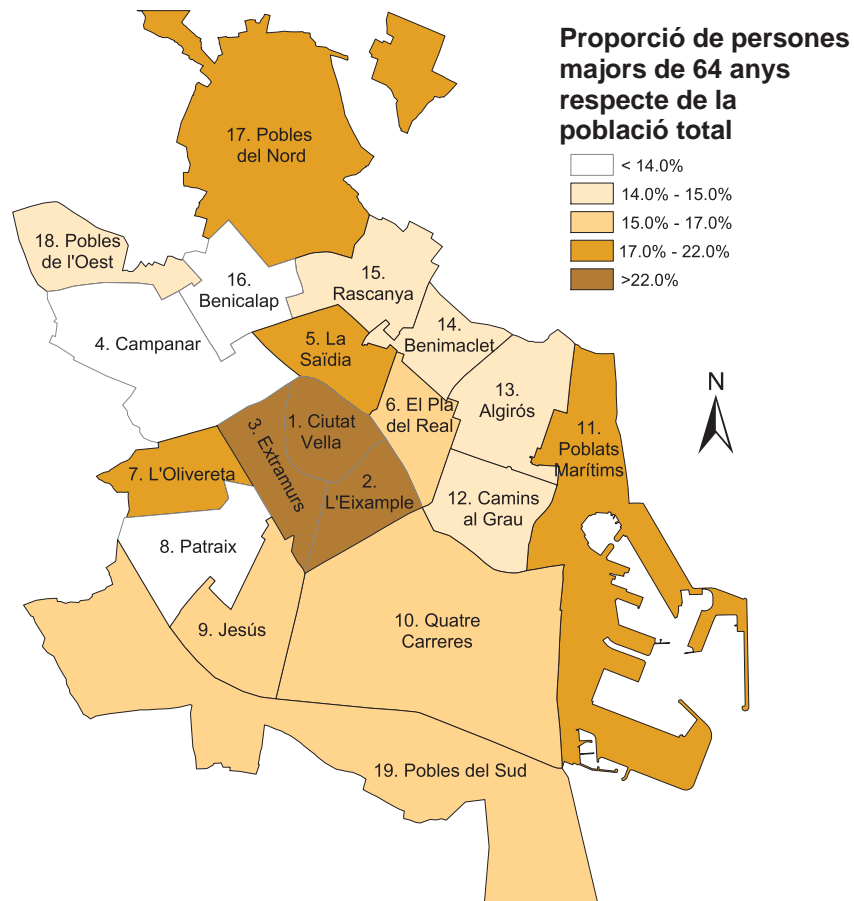 Proporció de persones
majors de 64 anys
respecte de la
població total
< 14.0%
14.0% - 15.0%
15.0% - 17.0%
17.0% - 22.0%
>22.0%
N
17. Pobles
del Nord
18. Pobles
de l'Oest
16.
Benicalap
15.
Rascanya
4. Campanar
5. La
Saïdia
14.
Benimaclet
13.
Algirós
6. El Pla
del Real
1. Ciutat
Vella
3. Extramurs
11.
Poblats
Marítims
7. L'Olivereta
2.
L'Eixample
12. Camins
al Grau
8. Patraix
9. Jesús
10. Quatre
Carreres
19. Pobles del Sud